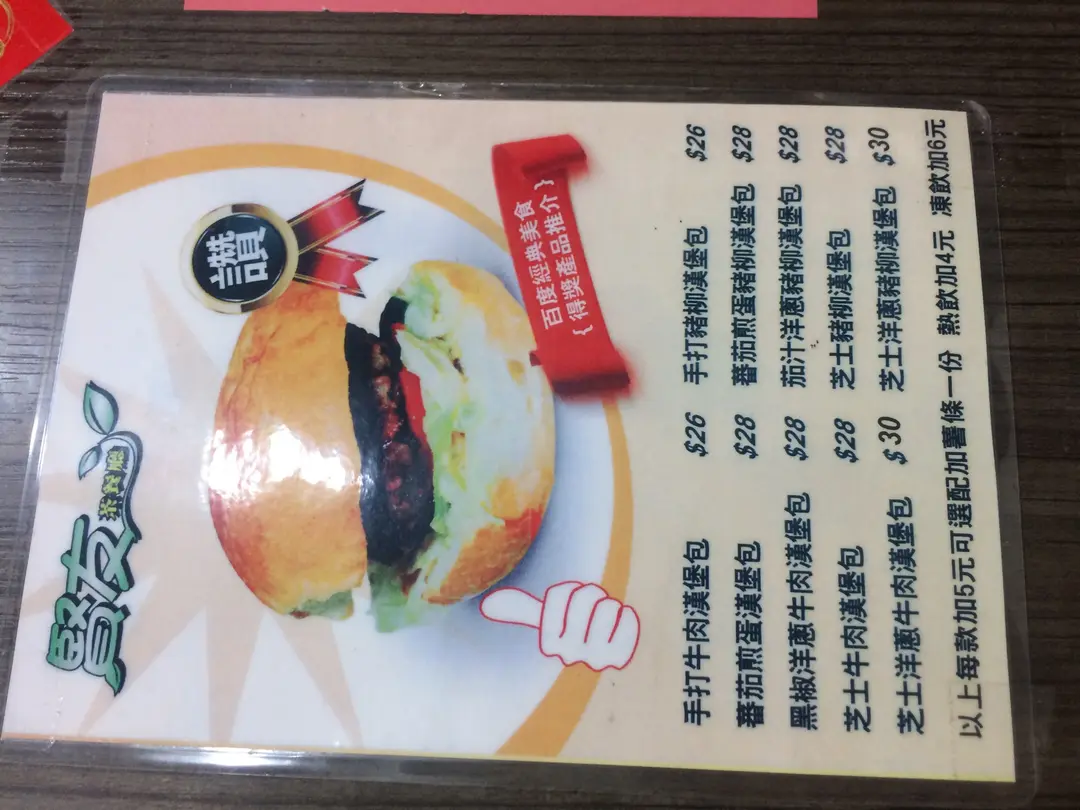 賢友
茶餐廳
讚
百度經典美食
{得獎產品推介}
手打牛肉漢堡包 $26 手打豬柳漢堡包 $26
蕃茄煎蛋漢堡包 $28 蕃茄煎蛋豬柳漢堡包 $28
黑椒洋蔥牛肉漢堡包 $28 茄汁洋蔥豬柳漢堡包 $28
芝士牛肉漢堡包 $28 芝士豬柳漢堡包 $28
芝士洋蔥牛肉漢堡包 $30 芝士洋蔥豬柳漢堡包 $30
以上每款加5元可選配加薯條一份 熱飲加4元 凍飲加6元